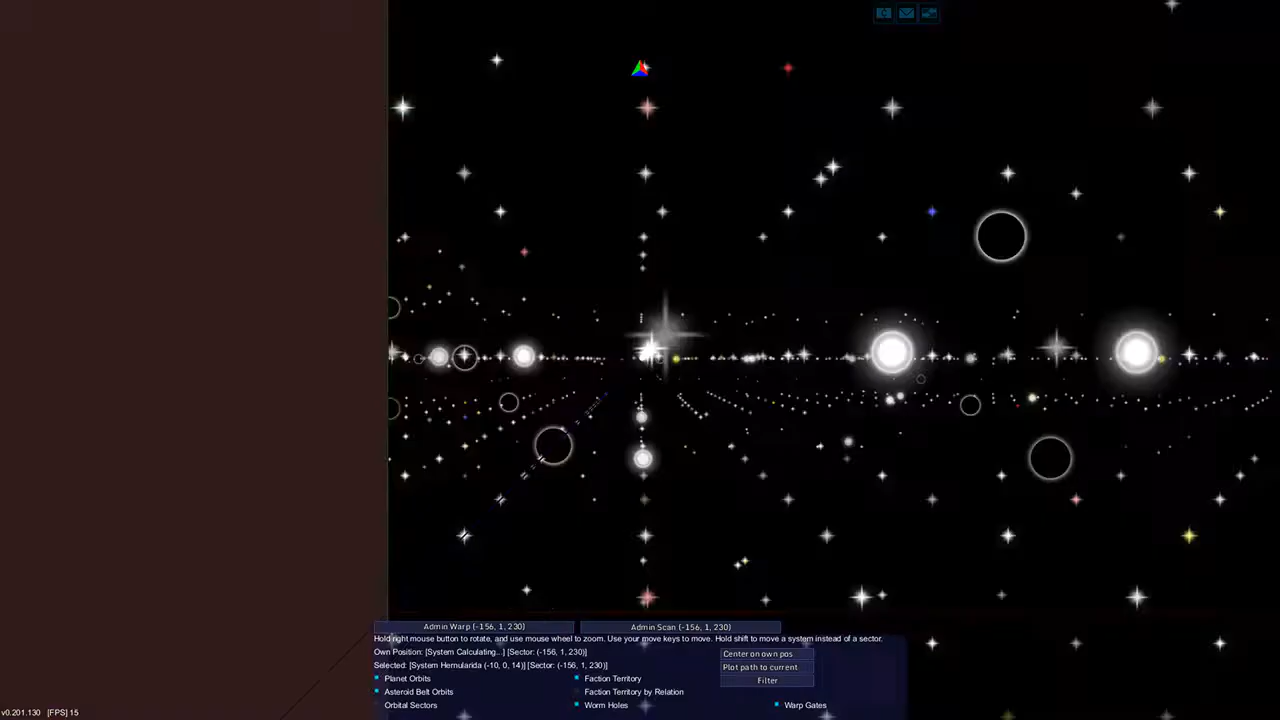 Admin Warp (-156, 1, 230) Admin Scan (-156, 1, 230)
Hold right mouse button to rotate, and use mouse wheel to zoom. Use your move keys to move. Hold shift to move a system instead of a sector.
Own Position: [System Calculating...] [Sector: (-156, 1, 230)]
Center on own pos
Selected: [System Hemularida (-10, 0, 14)] [Sector: (-156, 1, 230)]
Plot path to current
Planet Orbits Faction Territory Filter
Asteroid Belt Orbits Faction Territory by Relation
Orbital Sectors Worm Holes Warp Gates
v0.201.130 [FPS] 15